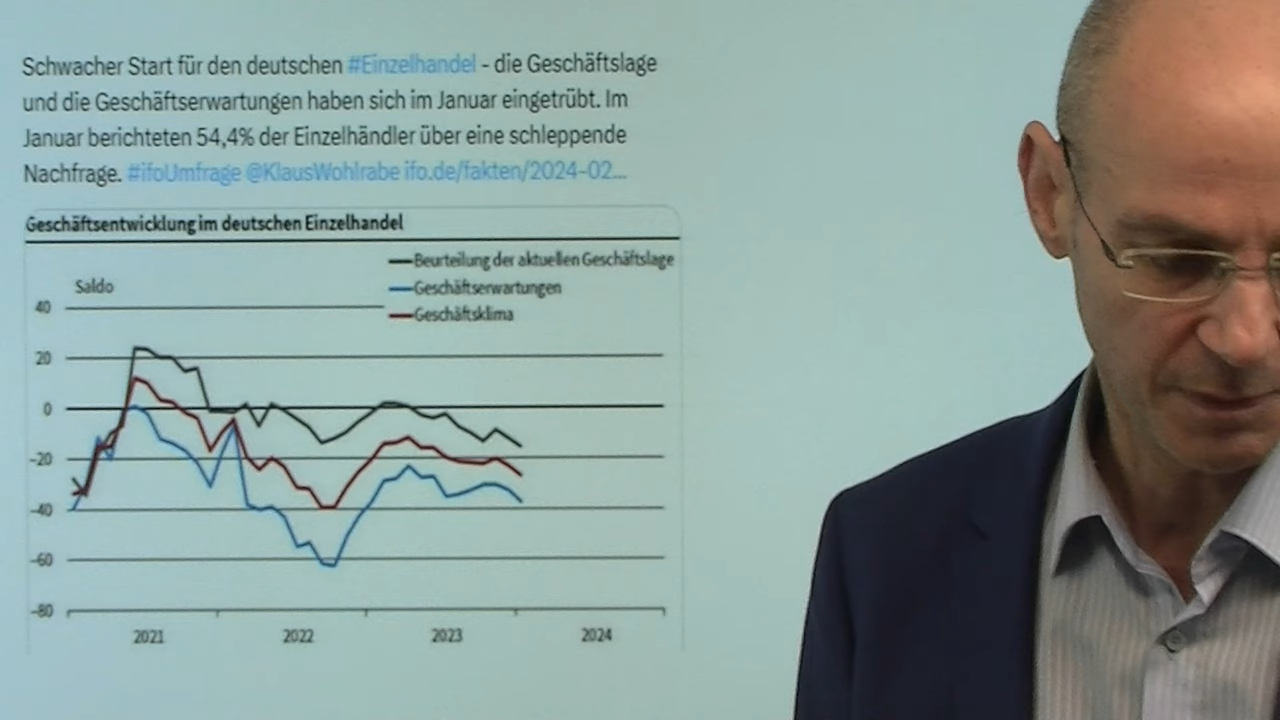 Schwacher Start für den deutschen #Einzelhandel - die Geschäftslage
und die Geschäftserwartungen haben sich im Januar eingetrübt. Im
Januar berichteten 54,4% der Einzelhändler über eine schleppende
Nachfrage. #ifoUmfrage @KlausWohlrabe ifo.de/fakten/2024-02...
Geschäftsentwicklung im deutschen Einzelhandel
Beurteilung der aktuellen Geschäftslage
Saldo
Geschäftserwartungen
40
Geschäftsklima
20
0
-20
-40
-60
-80
2021 2022 2023 2024